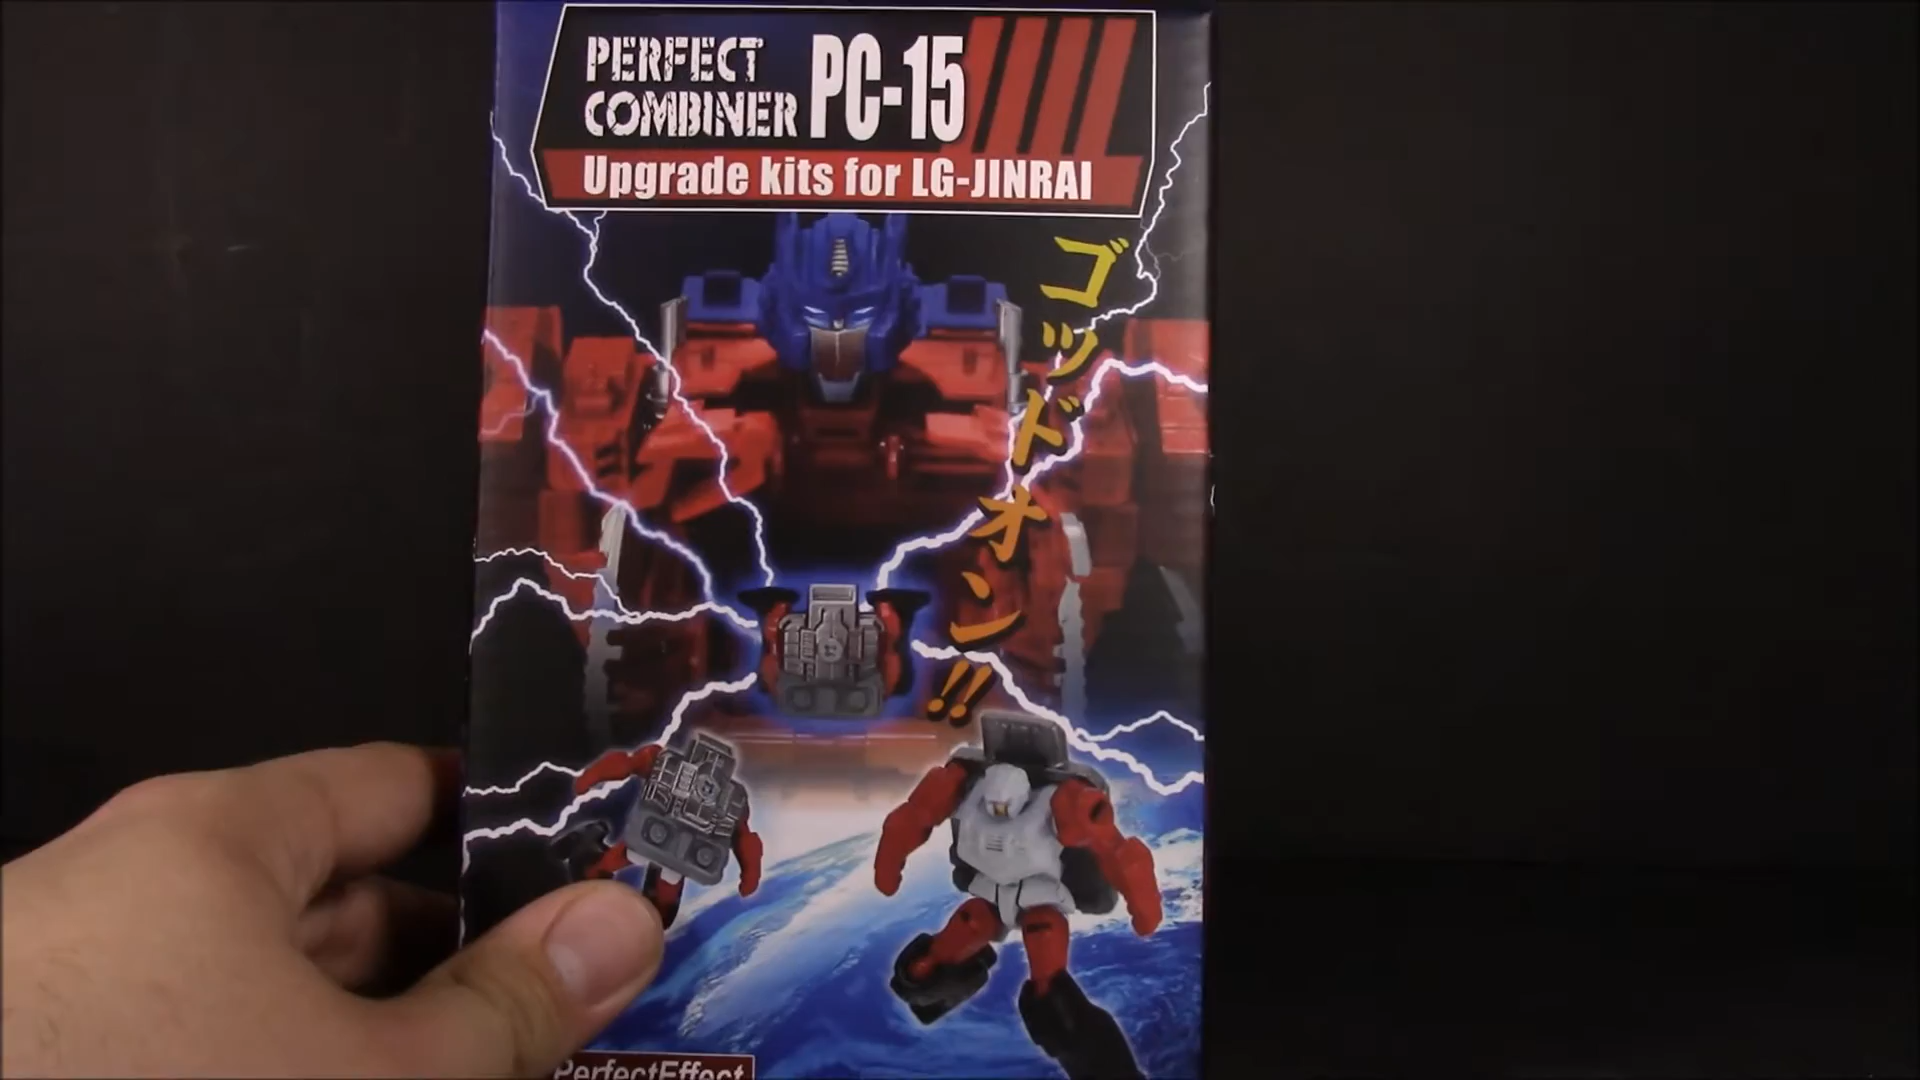 PERFECT
COMBINER
PC-15
Upgrade kits for LG-JINRAI
ゴッドオン!!
PerfectEffect